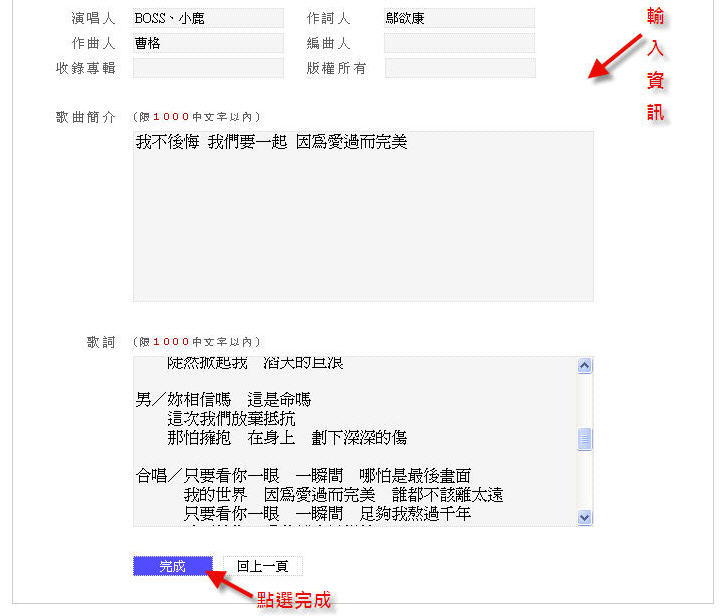 演唱人 BOSS、小鹿 作詞人 鄔欲康
作曲人 曹格 編曲人
收錄專輯 版權所有
輸入資訊
歌曲簡介 (限1000中文字以內)
我不後悔 我們要一起 因為愛過而完美
歌詞 (限1000中文字以內)
陡然掀起我 滔天的巨浪
男／妳相信嗎 這是命嗎
這次我們放棄抵抗
那怕擁抱 在身上 劃下深深的傷
合唱／只要看你一眼 一瞬間 哪怕是最後畫面
我的世界 因為愛過而完美 誰都不該離太遠
只要看你一眼 一瞬間 足夠我熬過千年
完成 回上一頁
點選完成